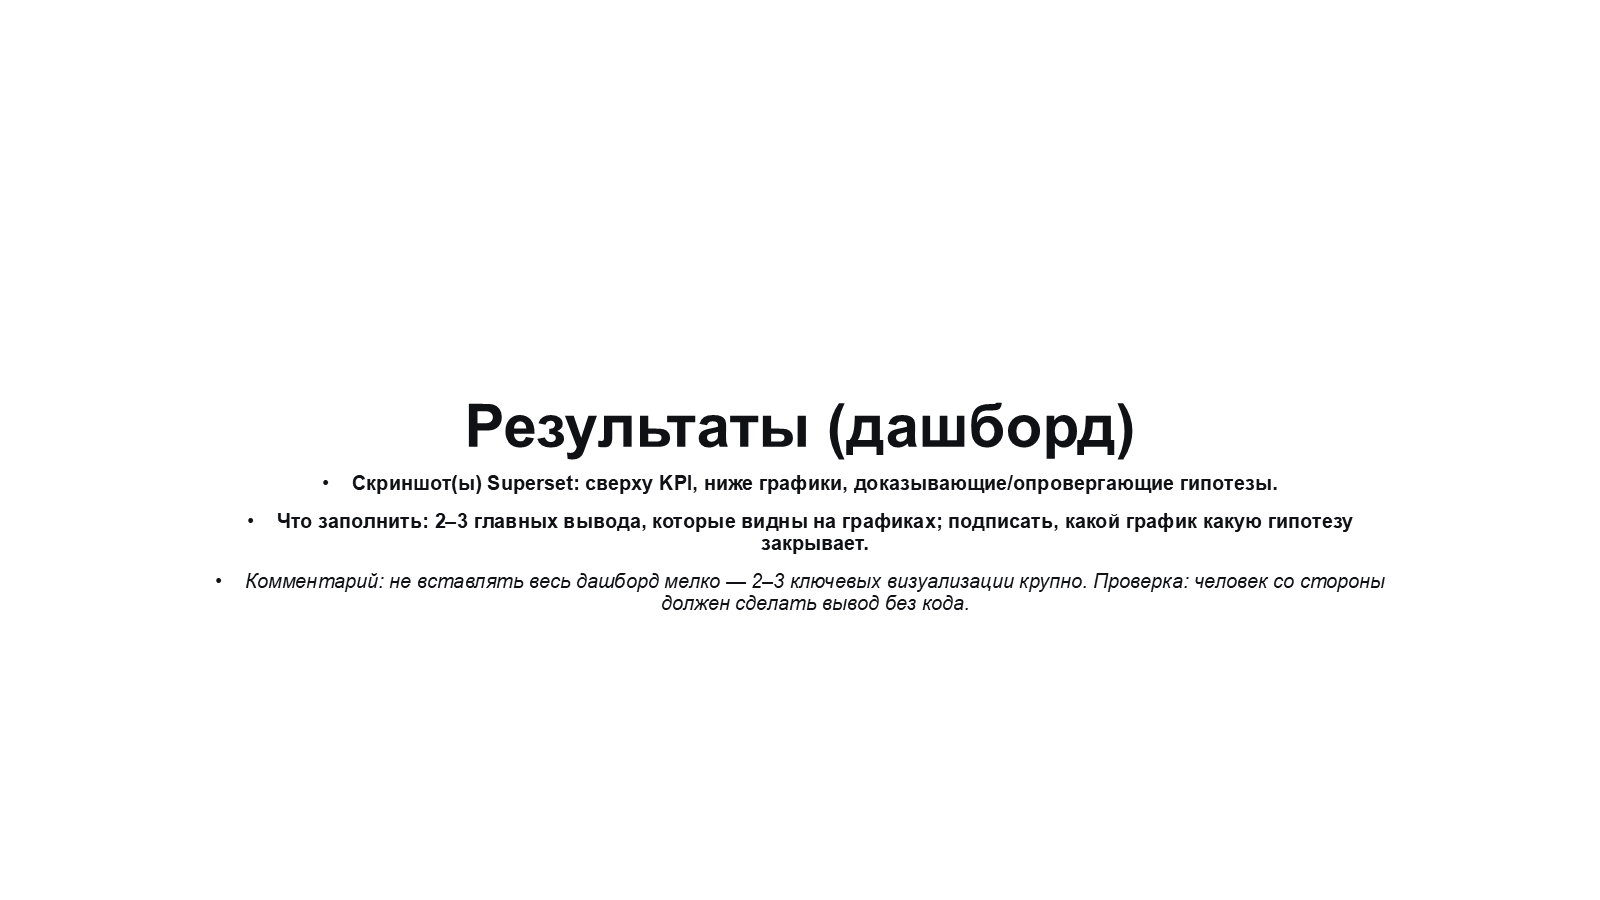 Результаты (дашборд)
• Скриншот(ы) Superset: сверху KPI, ниже графики, доказывающие/опровергающие гипотезы.
• Что заполнить: 2–3 главных вывода, которые видны на графиках; подписать, какой график какую гипотезу
закрывает.
• Комментарий: не вставлять весь дашборд мелко — 2–3 ключевых визуализации крупно. Проверка: человек со стороны
должен сделать вывод без кода.